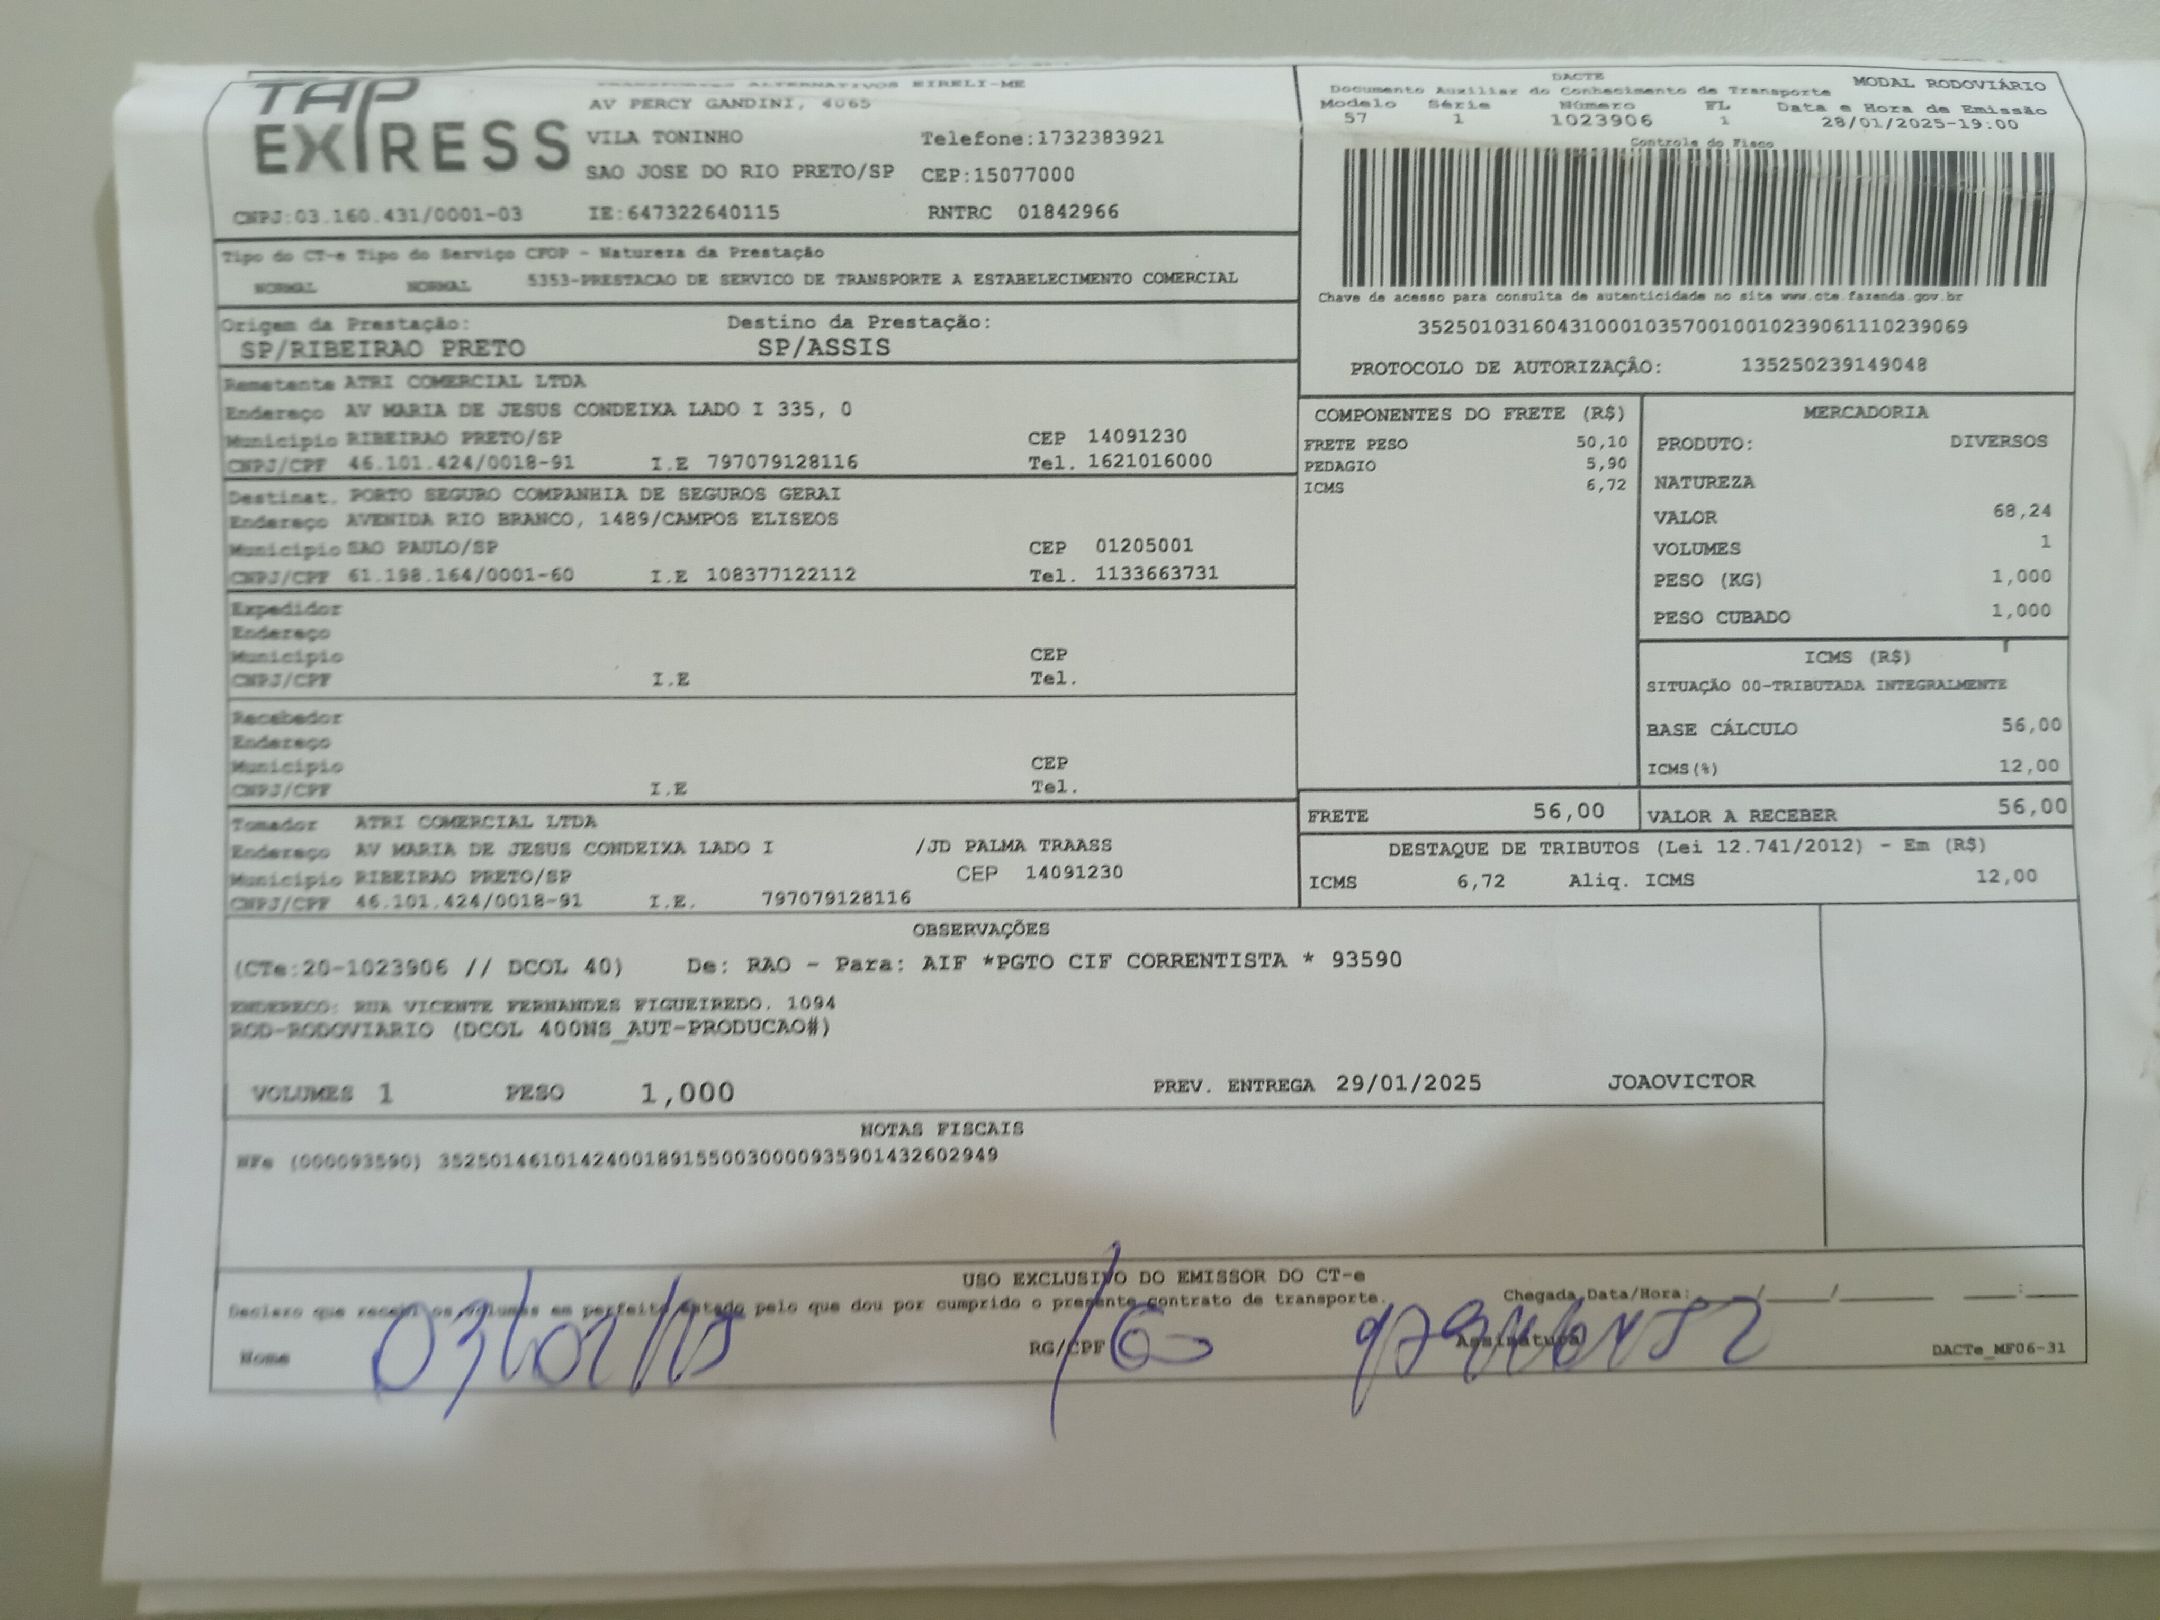 TAP EXPRESS
TRANSPORTES ALTERNATIVOS EIRELI-ME
AV PERCY GANDINI, 4065
VILA TONINHO Telefone:1732383921
SAO JOSE DO RIO PRETO/SP CEP:15077000
CNPJ:03.160.431/0001-03 IE:647322640115 RNTRC 01842966
DACTE MODAL RODOVIÁRIO
Documento Auxiliar do Conhecimento de Transporte
Modelo Série Número FL Data e Hora de Emissão
57 1 1023906 1 28/01/2025-19:00
Controle do Fisco
Chave de acesso para consulta de autenticidade no site www.cte.fazenda.gov.br
35250103160431000103570010010239061110239069
PROTOCOLO DE AUTORIZAÇÃO: 135250239149048
Tipo do CT-e Tipo do Serviço CFOP - Natureza da Prestação
NORMAL NORMAL 5353-PRESTACAO DE SERVICO DE TRANSPORTE A ESTABELECIMENTO COMERCIAL
Origem da Prestação: Destino da Prestação:
SP/RIBEIRAO PRETO SP/ASSIS
Remetente ATRI COMERCIAL LTDA
Endereço AV MARIA DE JESUS CONDEIXA LADO I 335, 0
Município RIBEIRAO PRETO/SP CEP 14091230
CNPJ/CPF 46.101.424/0018-91 I.E 797079128116 Tel. 1621016000
Destinat. PORTO SEGURO COMPANHIA DE SEGUROS GERAI
Endereço AVENIDA RIO BRANCO, 1489/CAMPOS ELISEOS
Município SAO PAULO/SP CEP 01205001
CNPJ/CPF 61.198.164/0001-60 I.E 108377122112 Tel. 1133663731
Expedidor
Endereço
Município CEP
CNPJ/CPF I.E Tel.
Recebedor
Endereço
Município CEP
CNPJ/CPF I.E Tel.
Tomador ATRI COMERCIAL LTDA
Endereço AV MARIA DE JESUS CONDEIXA LADO I /JD PALMA TRAASS
Município RIBEIRAO PRETO/SP CEP 14091230
CNPJ/CPF 46.101.424/0018-91 I.E. 797079128116
COMPONENTES DO FRETE (R$)
FRETE PESO 50,10
PEDAGIO 5,90
ICMS 6,72
MERCADORIA
PRODUTO: DIVERSOS
NATUREZA
VALOR 68,24
VOLUMES 1
PESO (KG) 1,000
PESO CUBADO 1,000
ICMS (R$)
SITUAÇÃO 00-TRIBUTADA INTEGRALMENTE
BASE CÁLCULO 56,00
ICMS(%) 12,00
FRETE 56,00 VALOR A RECEBER 56,00
DESTAQUE DE TRIBUTOS (Lei 12.741/2012) - Em (R$)
ICMS 6,72 Aliq. ICMS 12,00
OBSERVAÇÕES
(CTe:20-1023906 // DCOL 40) De: RAO - Para: AIF *PGTO CIF CORRENTISTA * 93590
ENDERECO: RUA VICENTE FERNANDES FIGUEIREDO. 1094
ROD-RODOVIARIO (DCOL 400NS_AUT-PRODUCAO#)
VOLUMES 1 PESO 1,000 PREV. ENTREGA 29/01/2025 JOAOVICTOR
NOTAS FISCAIS
NFe (000093590) 35250146101424001891550030000935901432602949
USO EXCLUSIVO DO EMISSOR DO CT-e
Declaro que recebi os volumes em perfeito estado pelo que dou por cumprido o presente contrato de transporte. Chegada Data/Hora: ____/____/______ ___:___
Nome RG/CPF Assinatura DACTe_MF06-31